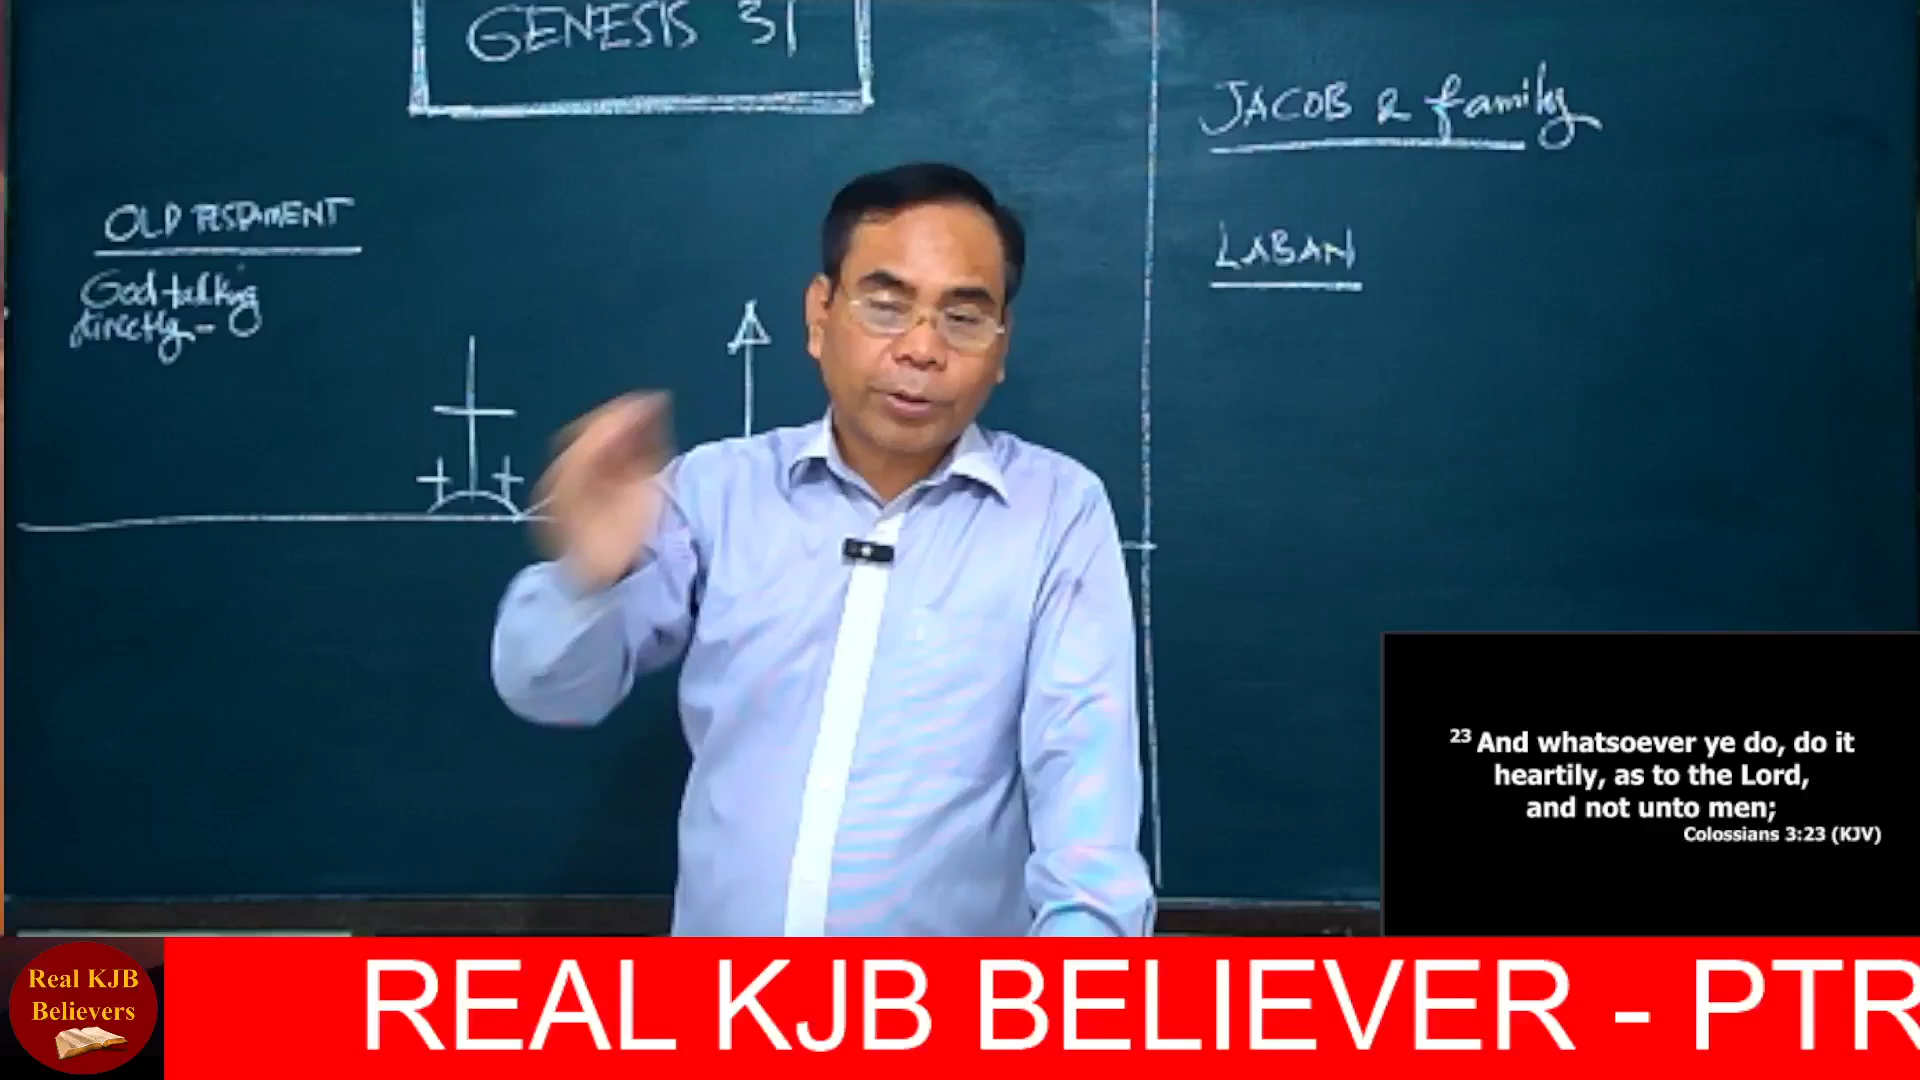 GENESIS 31
JACOB & family
LABAN
OLD TESTAMENT
God talking
directly -
23 And whatsoever ye do, do it
heartily, as to the Lord,
and not unto men;
Colossians 3:23 (KJV)
Real KJB
Believers
REAL KJB BELIEVER - PTR